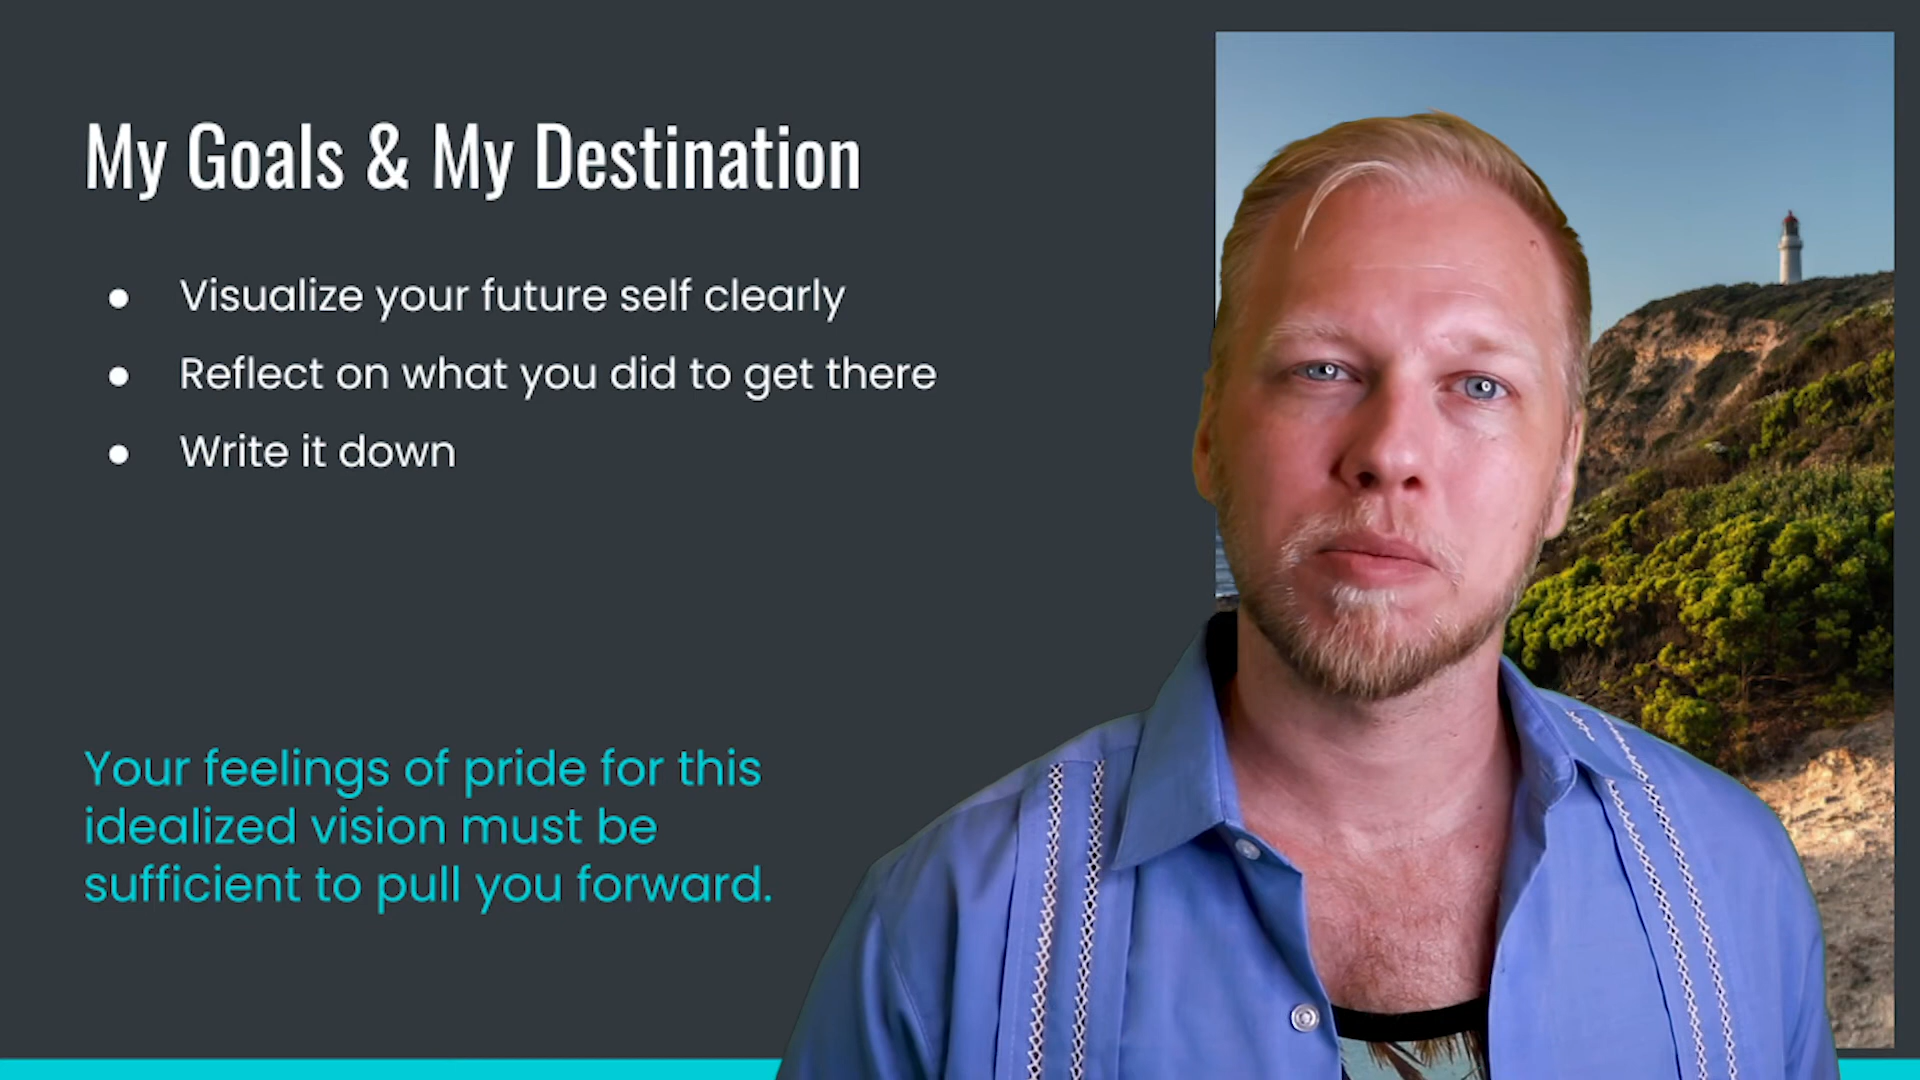 My Goals & My Destination
● Visualize your future self clearly
● Reflect on what you did to get there
● Write it down
Your feelings of pride for this
idealized vision must be
sufficient to pull you forward.